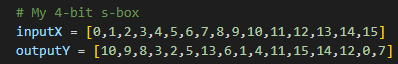 # My 4-bit s-box
inputX = [0,1,2,3,4,5,6,7,8,9,10,11,12,13,14,15]
outputY = [10,9,8,3,2,5,13,6,1,4,11,15,14,12,0,7]